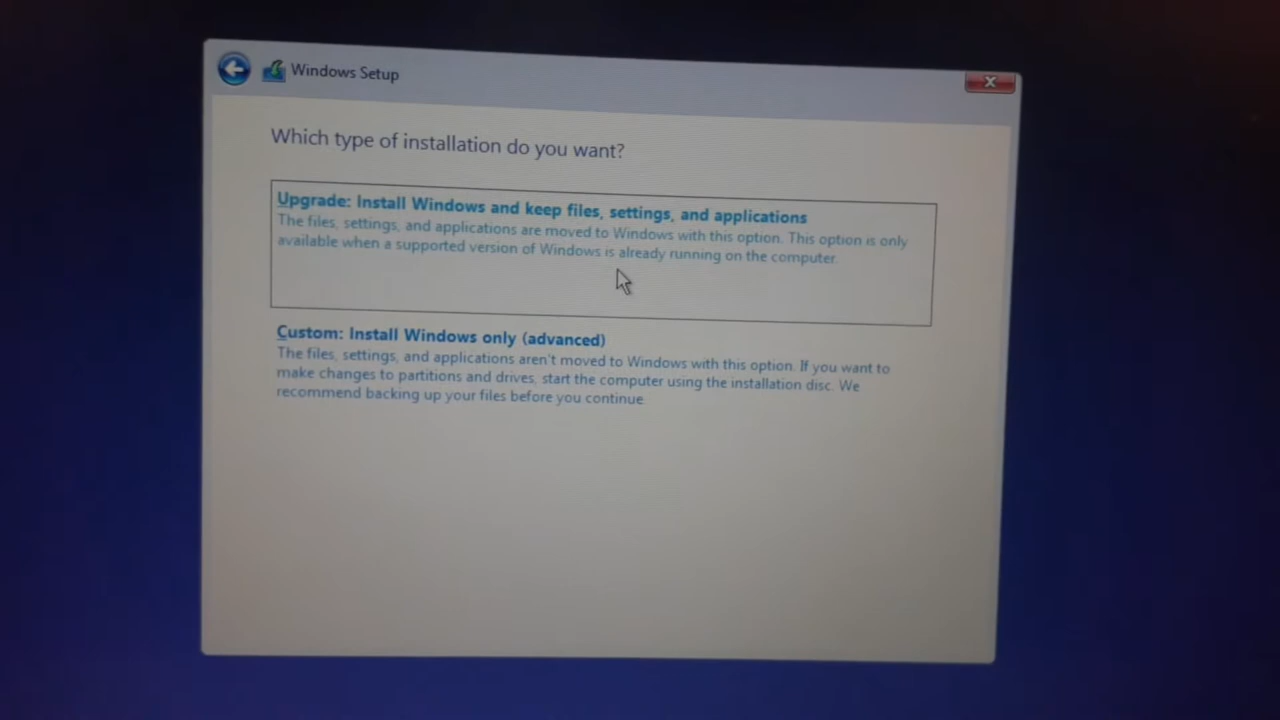 Windows Setup
Which type of installation do you want?
Upgrade: Install Windows and keep files, settings, and applications
The files, settings, and applications are moved to Windows with this option. This option is only
available when a supported version of Windows is already running on the computer.
Custom: Install Windows only (advanced)
The files, settings, and applications aren't moved to Windows with this option. If you want to
make changes to partitions and drives, start the computer using the installation disc. We
recommend backing up your files before you continue.